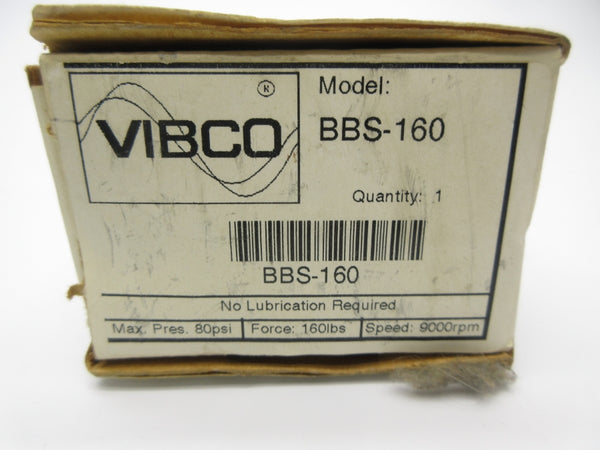 VIBCO ®
Model:
BBS-160
Quantity: 1
BBS-160
No Lubrication Required
Max. Pres. 80psi Force: 160lbs Speed: 9000rpm